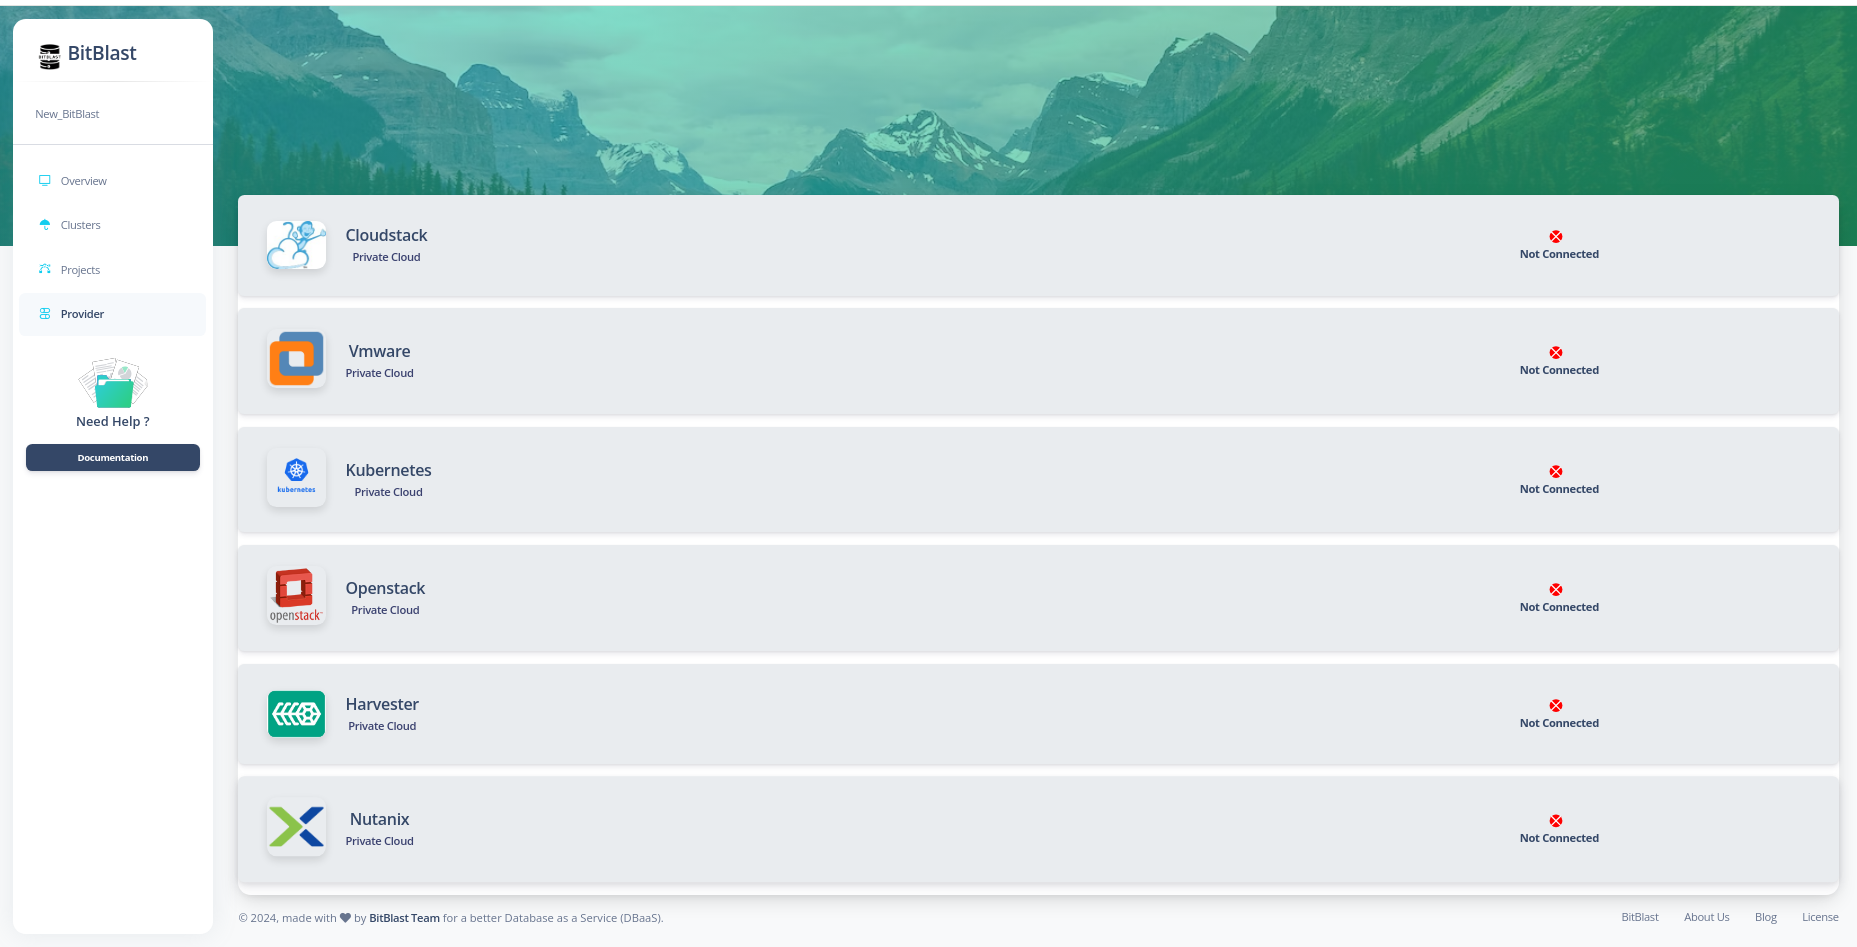 BitBlast
New_BitBlast
Overview
Clusters
Projects
Provider
Need Help ?
Documentation
Cloudstack
Private Cloud
Not Connected
Vmware
Private Cloud
Not Connected
kubernetes
Kubernetes
Private Cloud
Not Connected
openstack
Openstack
Private Cloud
Not Connected
Harvester
Private Cloud
Not Connected
Nutanix
Private Cloud
Not Connected
© 2024, made with by BitBlast Team for a better Database as a Service (DBaaS).
BitBlast About Us Blog License